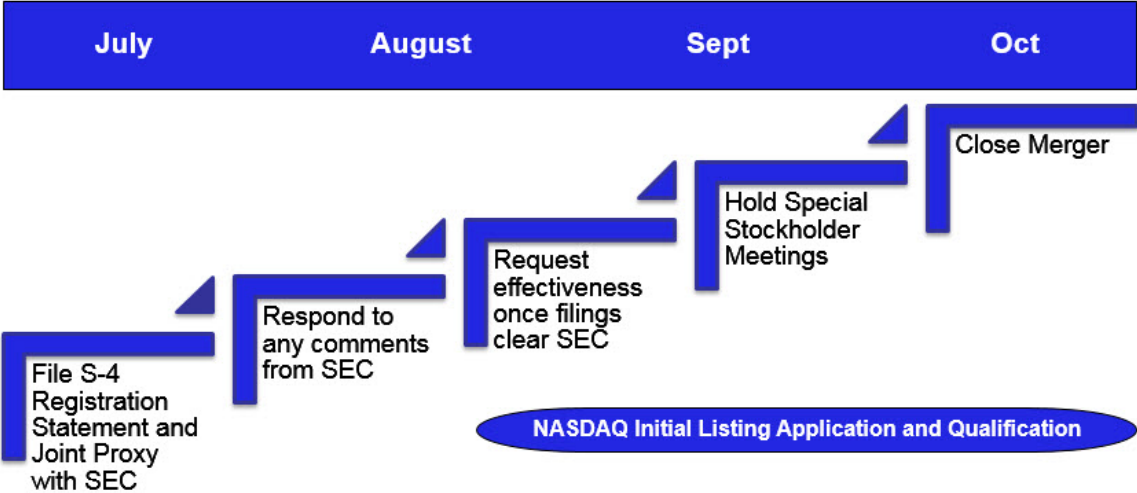 July August Sept Oct
File S-4
Registration
Statement and
Joint Proxy
with SEC
Respond to
any comments
from SEC
Request
effectiveness
once filings
clear SEC
Hold Special
Stockholder
Meetings
Close Merger
NASDAQ Initial Listing Application and Qualification